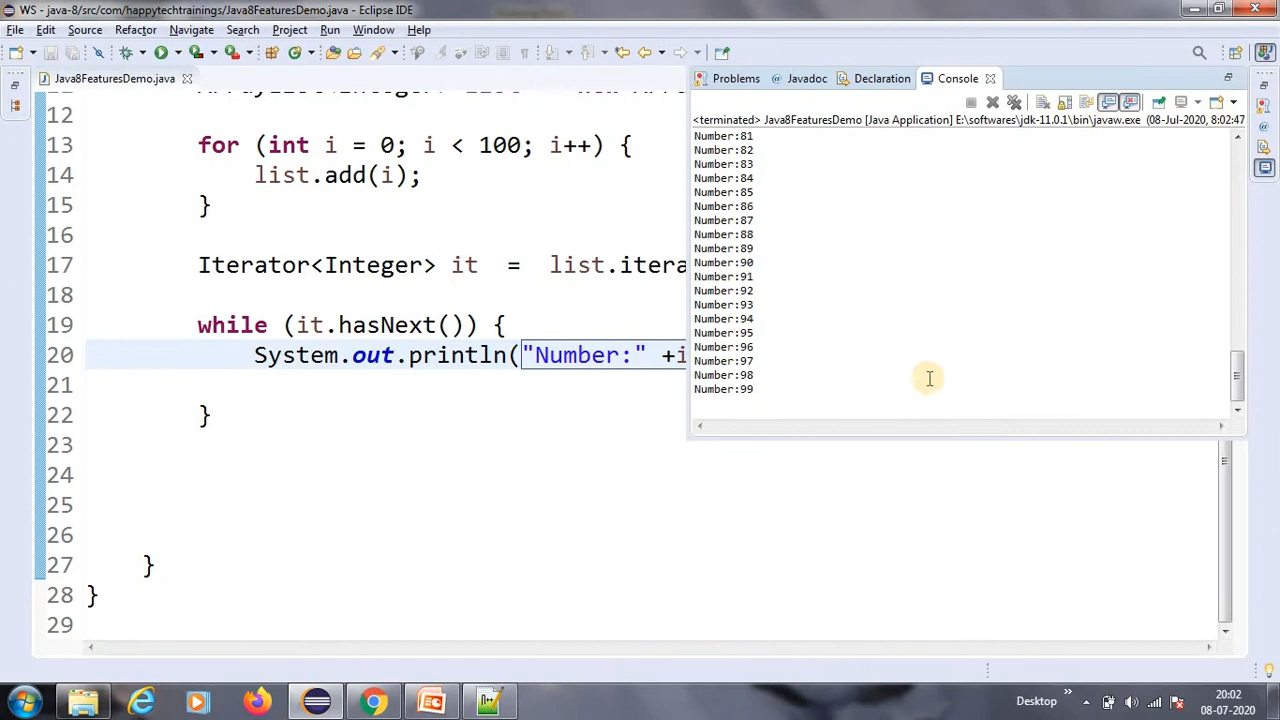 WS - java-8/src/com/happytechtrainings/Java8FeaturesDemo.java - Eclipse IDE
File Edit Source Refactor Navigate Search Project Run Window Help
Java8FeaturesDemo.java
Problems Javadoc Declaration Console
<terminated> Java8FeaturesDemo [Java Application] E:\softwares\jdk-11.0.1\bin\javaw.exe (08-Jul-2020, 8:02:47
12
13 for (int i = 0; i < 100; i++) {
14 list.add(i);
15 }
16
17 Iterator<Integer> it = list.itera
18
19 while (it.hasNext()) {
20 System.out.println("Number:" +i
21
22 }
23
24
25
26
27 }
28 }
29
Number:81
Number:82
Number:83
Number:84
Number:85
Number:86
Number:87
Number:88
Number:89
Number:90
Number:91
Number:92
Number:93
Number:94
Number:95
Number:96
Number:97
Number:98
Number:99
Desktop
20:02
08-07-2020